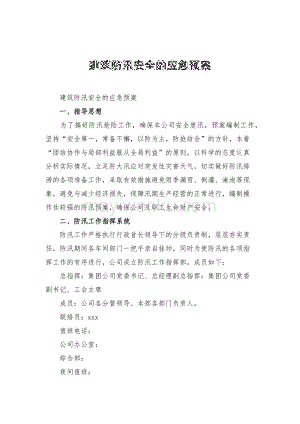 建筑防汛安全的应急预案
建筑防汛安全的应急预案
一、指导思想
为了搞好防汛抢险工作，确保本公司安全度汛，预案编制工作，
坚持“安全第一，常备不懈，以防为主，防抢结合”的方针，本着
“团结协作与局部利益服从全局利益”的原则，以科学的态度认真
分析实际情况，在大力应对突发性灾害天气，切实做好防汛排
涝的各项准备工作，采取有效措施避免雨季漏雨、倒灌、淹泡等现
象，避免与减少经济损失，保障汛期生产经营的正常进行，编制操
作性较强的防汛预案，确保公司及职工生命财产安全。
二、防汛工作指挥系统
防汛工作严格执行行政首长领导下的分级负责制，层层夯实责
任。防汛期间各车间部门一把手亲自挂帅，同时为使防汛的各项指
挥工作的有序进行，公司成立防汛工作指挥部。成员如下：
总指挥：集团公司党委书记、总经理副总指挥：集团公司党委
副书记、工会主席
成员：公司各分管领导、本部各部门负责人。
联络员：xxx
值班电话：
公司办公室：
综合部：
夜间值班：